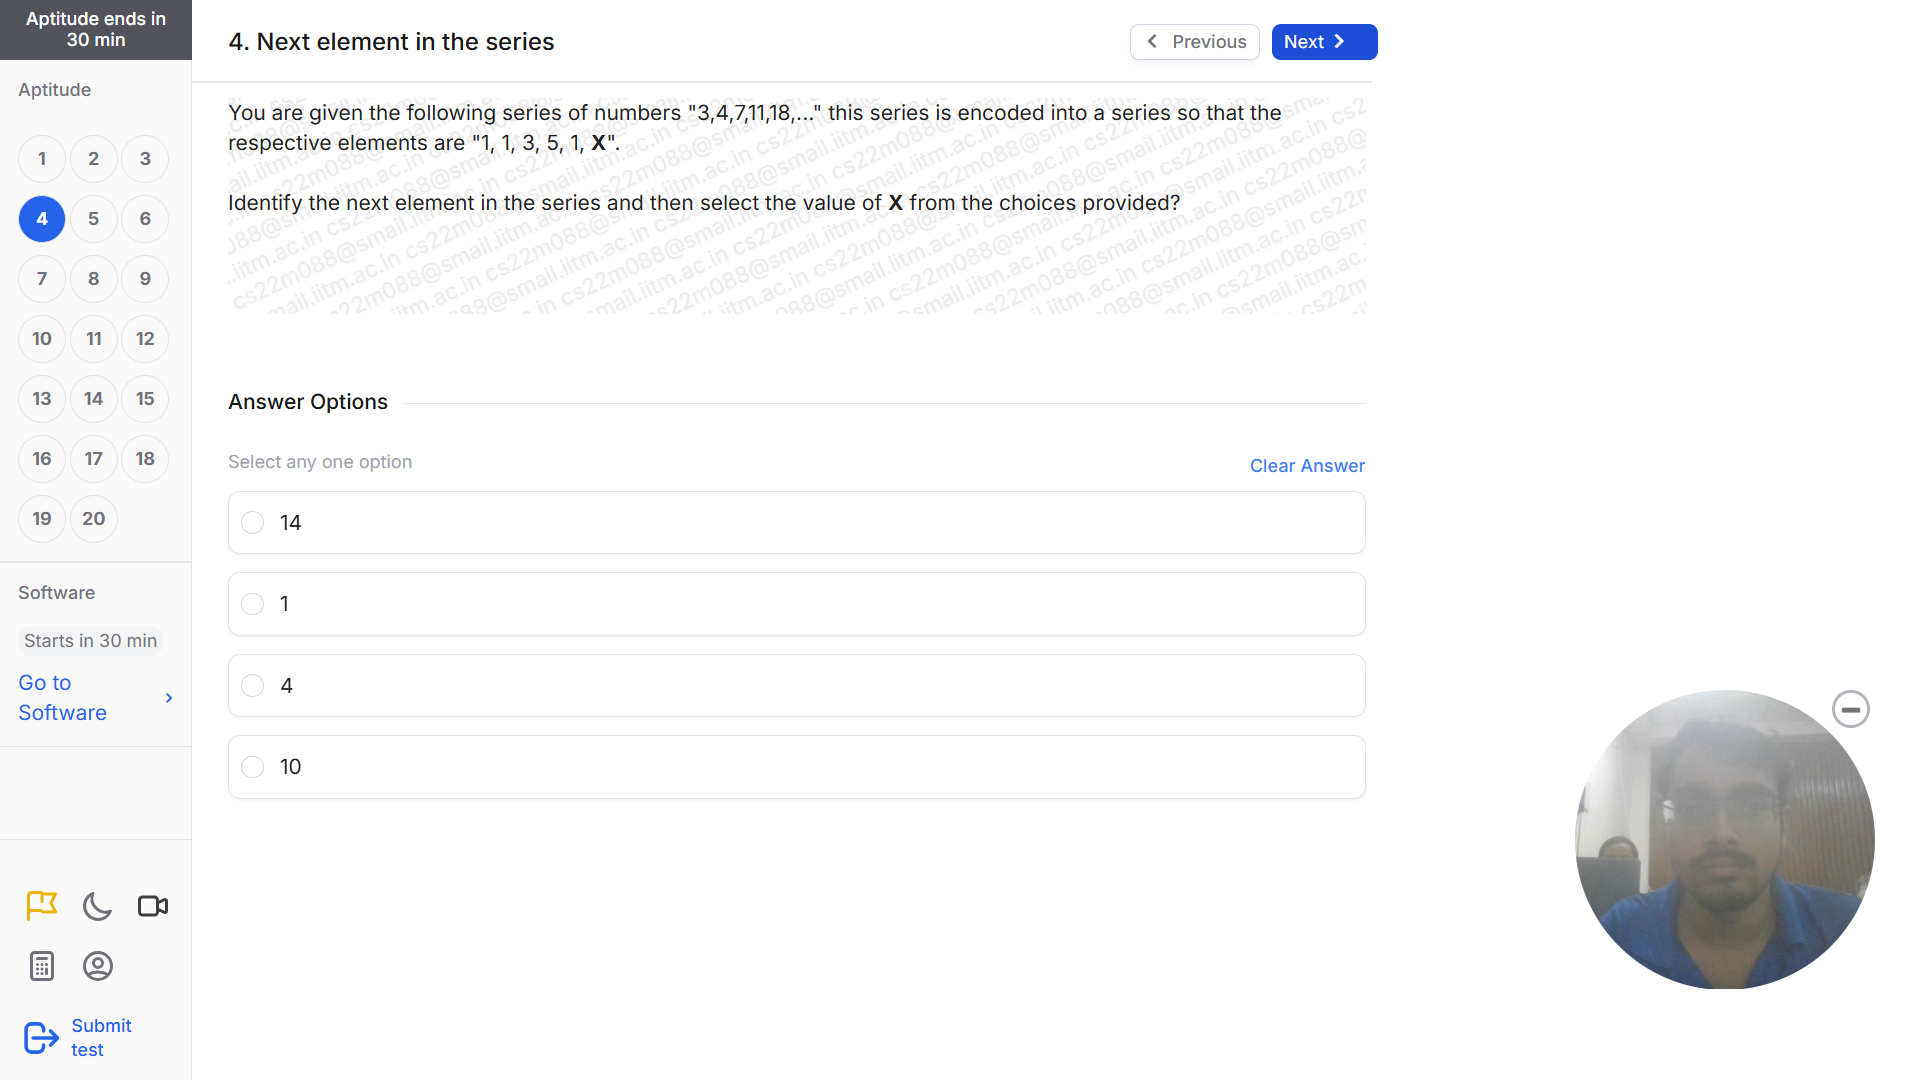 Aptitude ends in
30 min
4. Next element in the series
Previous
Next
Aptitude
1 2 3
4 5 6
7 8 9
10 11 12
13 14 15
16 17 18
19 20
You are given the following series of numbers "3,4,7,11,18,..." this series is encoded into a series so that the
respective elements are "1, 1, 3, 5, 1, X".
Identify the next element in the series and then select the value of X from the choices provided?
Answer Options
Select any one option
Clear Answer
14
1
4
10
Software
Starts in 30 min
Go to
Software
Submit
test